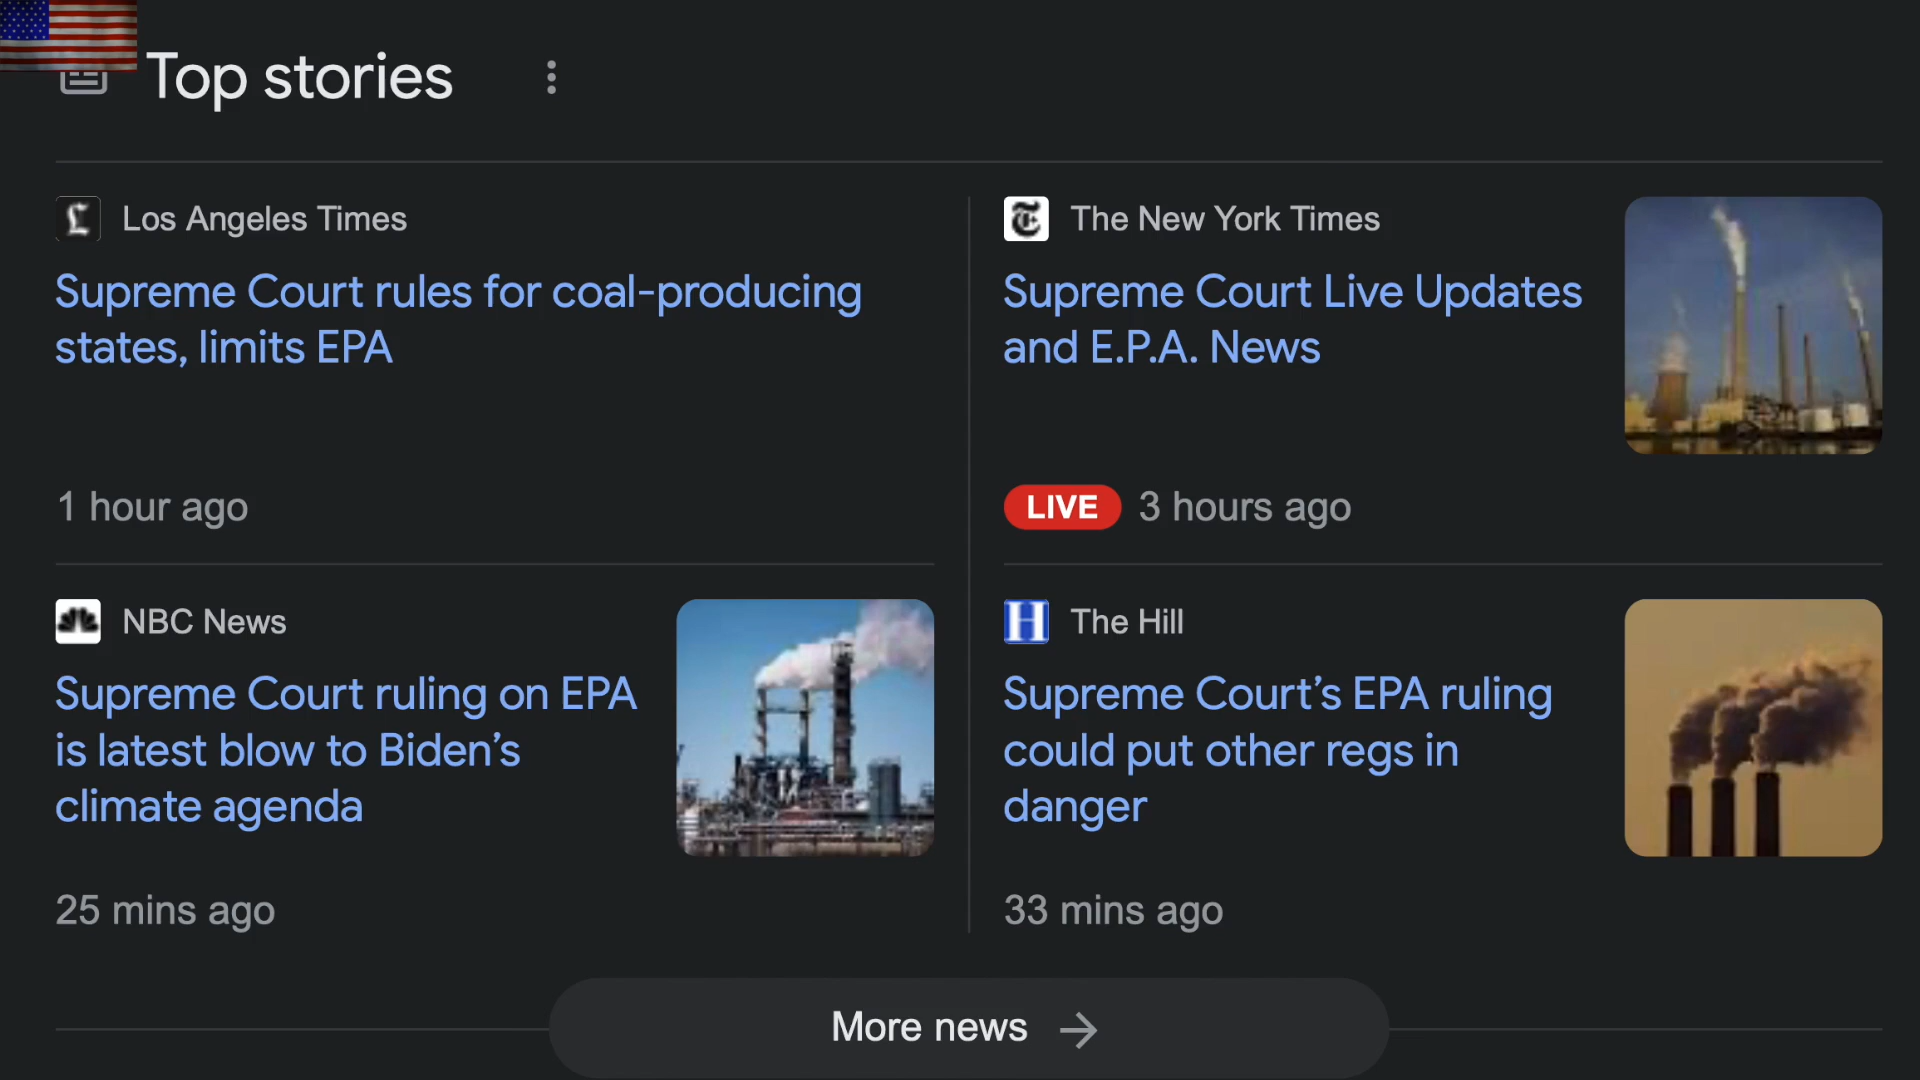 Top stories
Los Angeles Times
Supreme Court rules for coal-producing
states, limits EPA
1 hour ago
The New York Times
Supreme Court Live Updates
and E.P.A. News
LIVE 3 hours ago
NBC News
Supreme Court ruling on EPA
is latest blow to Biden’s
climate agenda
25 mins ago
H The Hill
Supreme Court’s EPA ruling
could put other regs in
danger
33 mins ago
More news